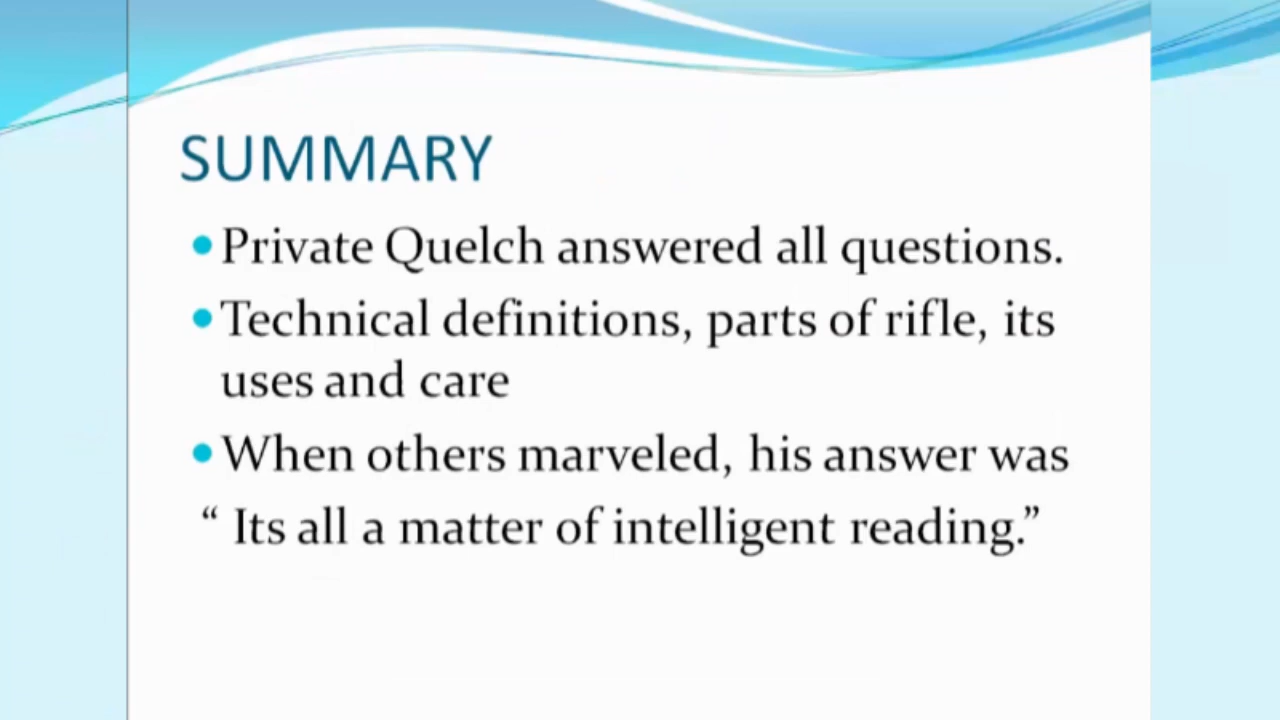 SUMMARY
•Private Quelch answered all questions.
•Technical definitions, parts of rifle, its
uses and care
•When others marveled, his answer was
“ Its all a matter of intelligent reading.”